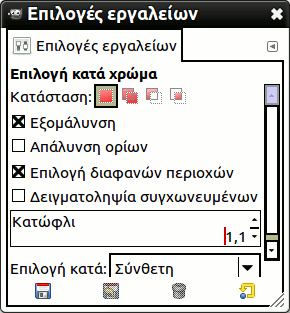 Επιλογές εργαλείων
Επιλογές εργαλείων
Επιλογή κατά χρώμα
Κατάσταση:
Εξομάλυνση
Απάλυνση ορίων
Επιλογή διαφανών περιοχών
Δειγματοληψία συγχωνευμένων
Κατώφλι
1,1
Επιλογή κατά: Σύνθετη